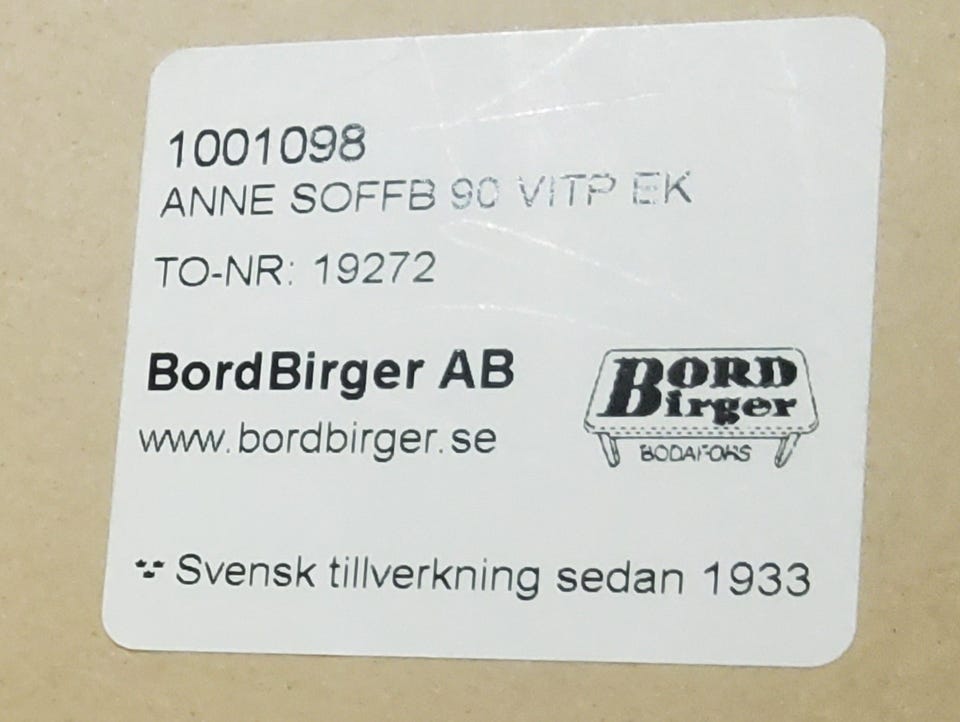 1001098
ANNE SOFFB 90 VITP EK
TO-NR: 19272
BordBirger AB
www.bordbirger.se
BORD
Birger
BODAFORS
Svensk tillverkning sedan 1933